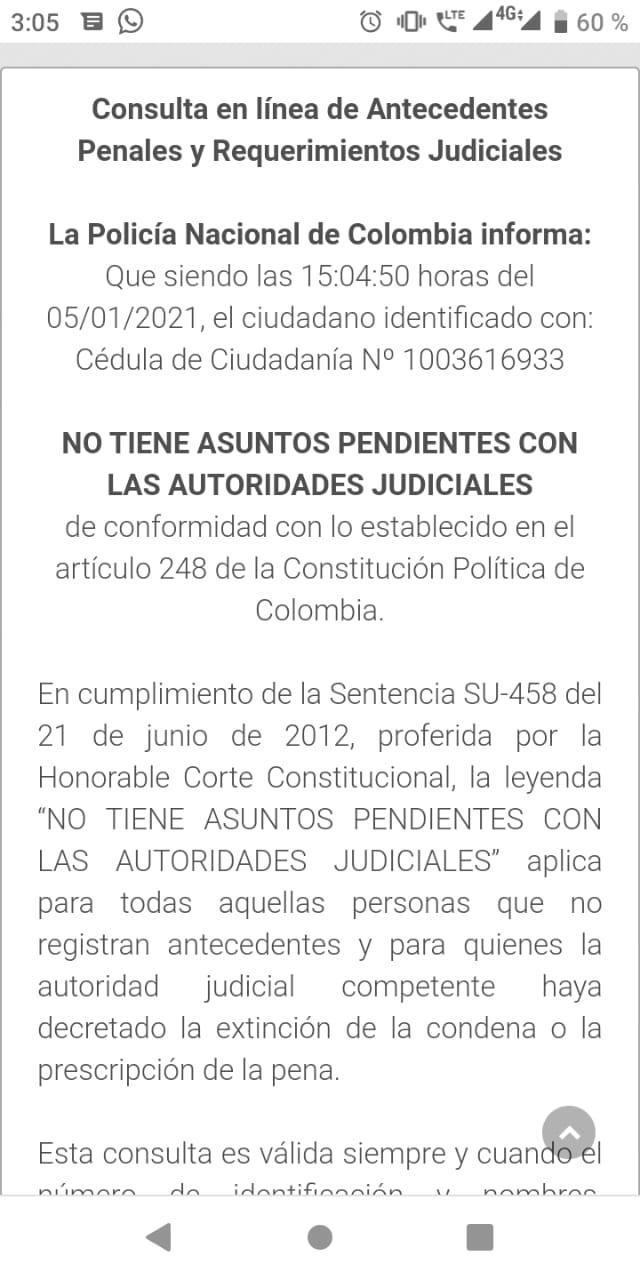 3:05 LTE 4G 60 %
Consulta en línea de Antecedentes
Penales y Requerimientos Judiciales
La Policía Nacional de Colombia informa:
Que siendo las 15:04:50 horas del
05/01/2021, el ciudadano identificado con:
Cédula de Ciudadanía Nº 1003616933
NO TIENE ASUNTOS PENDIENTES CON
LAS AUTORIDADES JUDICIALES
de conformidad con lo establecido en el
artículo 248 de la Constitución Política de
Colombia.
En cumplimiento de la Sentencia SU-458 del
21 de junio de 2012, proferida por la
Honorable Corte Constitucional, la leyenda
“NO TIENE ASUNTOS PENDIENTES CON
LAS AUTORIDADES JUDICIALES” aplica
para todas aquellas personas que no
registran antecedentes y para quienes la
autoridad judicial competente haya
decretado la extinción de la condena o la
prescripción de la pena.
Esta consulta es válida siempre y cuando el
número de identificación y nombres,